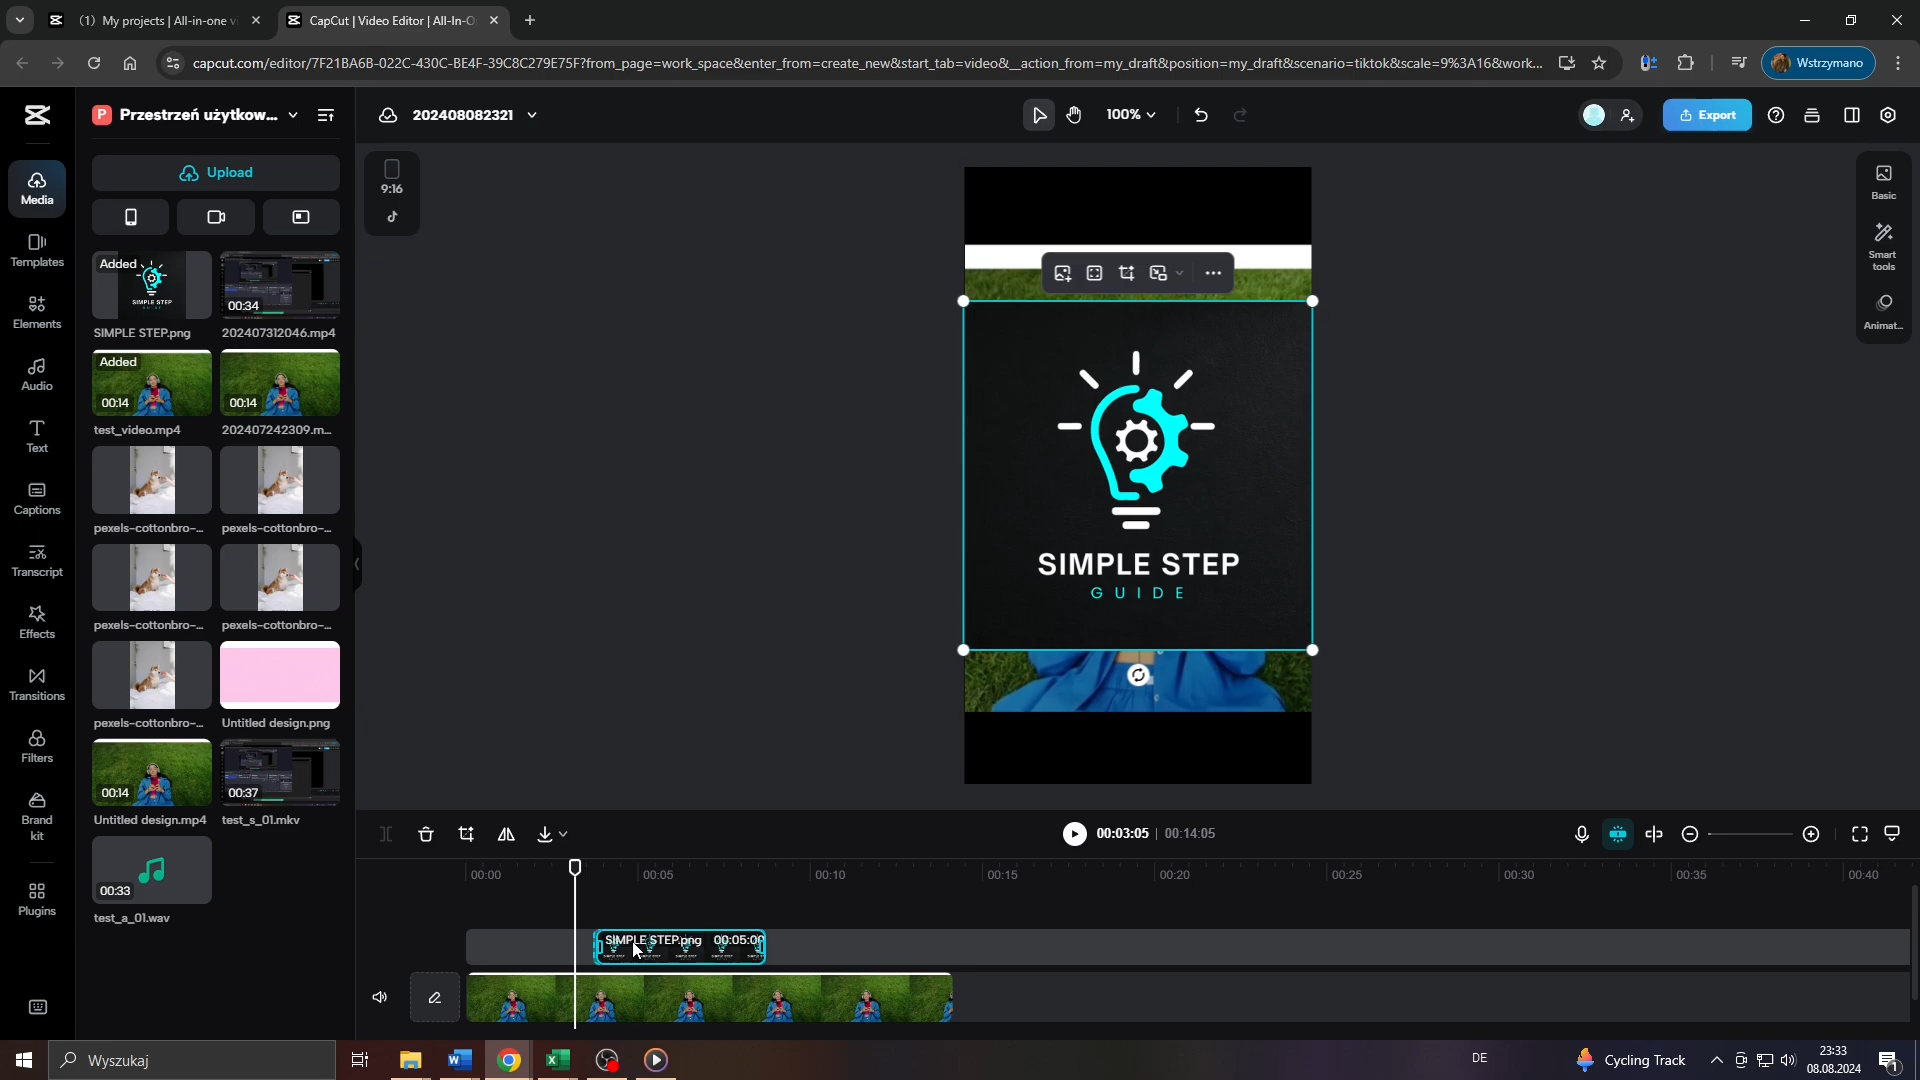 (1) My projects | All-in-one v
CapCut | Video Editor | All-In-O
capcut.com/editor/7F21BA6B-022C-430C-BE4F-39C8C279E75F?from_page=work_space&enter_from=create_new&start_tab=video&__action_from=my_draft&position=my_draft&scenario=tiktok&scale=9%3A16&work...
Wstrzymano
P
Przestrzeń użytkow...
202408082321
100%
Export
Upload
9:16
Media
Templates
Elements
Audio
Text
Captions
Transcript
Effects
Transitions
Filters
Brand
kit
Plugins
Added
SIMPLE STEP
GUIDE
00:34
SIMPLE STEP.png
202407312046.mp4
Added
00:14
00:14
test_video.mp4
202407242309.m...
pexels-cottonbro-...
pexels-cottonbro-...
pexels-cottonbro-...
pexels-cottonbro-...
pexels-cottonbro-...
Untitled design.png
00:14
00:37
Untitled design.mp4
test_s_01.mkv
00:33
test_a_01.wav
SIMPLE STEP
GUIDE
Basic
Smart
tools
Animat...
00:03:05 | 00:14:05
00:00
00:05
00:10
00:15
00:20
00:25
00:30
00:35
00:40
SIMPLE STEP.png 00:05:00
Wyszukaj
DE
Cycling Track
23:33
08.08.2024
1